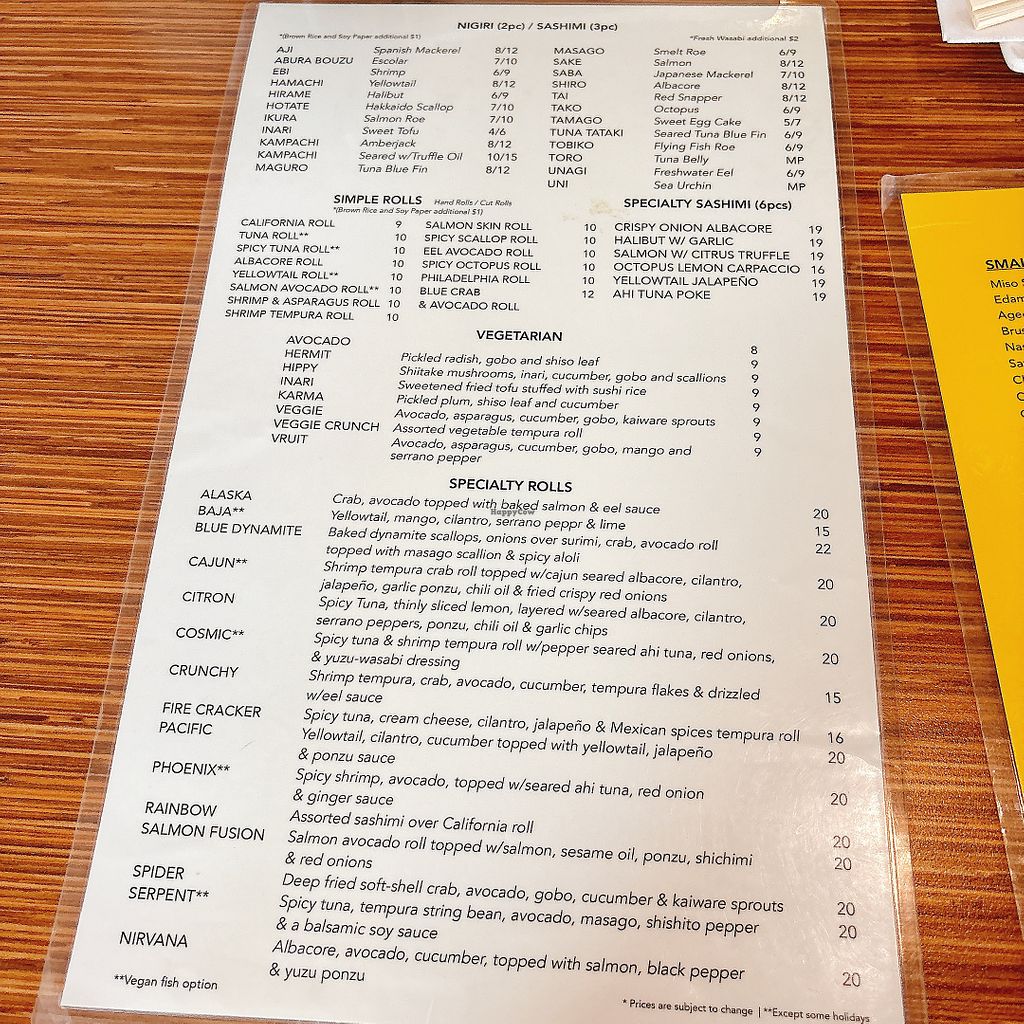 NIGIRI (2pc) / SASHIMI (3pc)
*(Brown Rice and Soy Paper additional $1) *Fresh Wasabi additional $2
AJI Spanish Mackerel 8/12
ABURA BOUZU Escolar 7/10
EBI Shrimp 6/9
HAMACHI Yellowtail 8/12
HIRAME Halibut 6/9
HOTATE Hakkaido Scallop 7/10
IKURA Salmon Roe 7/10
INARI Sweet Tofu 4/6
KAMPACHI Amberjack 8/12
KAMPACHI Seared w/Truffle Oil 10/15
MAGURO Tuna Blue Fin 8/12
MASAGO Smelt Roe 6/9
SAKE Salmon 8/12
SABA Japanese Mackerel 7/10
SHIRO Albacore 8/12
TAI Red Snapper 8/12
TAKO Octopus 6/9
TAMAGO Sweet Egg Cake 5/7
TUNA TATAKI Seared Tuna Blue Fin 6/9
TOBIKO Flying Fish Roe 6/9
TORO Tuna Belly MP
UNAGI Freshwater Eel 6/9
UNI Sea Urchin MP
SIMPLE ROLLS Hand Rolls / Cut Rolls
*(Brown Rice and Soy Paper additional $1)
CALIFORNIA ROLL 9
TUNA ROLL** 10
SPICY TUNA ROLL** 10
ALBACORE ROLL 10
YELLOWTAIL ROLL** 10
SALMON AVOCADO ROLL** 10
SHRIMP & ASPARAGUS ROLL 10
SHRIMP TEMPURA ROLL 10
SALMON SKIN ROLL 10
SPICY SCALLOP ROLL 10
EEL AVOCADO ROLL 10
SPICY OCTOPUS ROLL 10
PHILADELPHIA ROLL 10
BLUE CRAB 12
& AVOCADO ROLL
SPECIALTY SASHIMI (6pcs)
CRISPY ONION ALBACORE 19
HALIBUT W/ GARLIC 19
SALMON W/ CITRUS TRUFFLE 19
OCTOPUS LEMON CARPACCIO 16
YELLOWTAIL JALAPEÑO 19
AHI TUNA POKE 19
VEGETARIAN
AVOCADO 8
HERMIT Pickled radish, gobo and shiso leaf 9
HIPPY Shiitake mushrooms, inari, cucumber, gobo and scallions 9
INARI Sweetened fried tofu stuffed with sushi rice 9
KARMA Pickled plum, shiso leaf and cucumber 9
VEGGIE Avocado, asparagus, cucumber, gobo, kaiware sprouts 9
VEGGIE CRUNCH Assorted vegetable tempura roll 9
VRUIT Avocado, asparagus, cucumber, gobo, mango and 9
serrano pepper
SPECIALTY ROLLS
ALASKA Crab, avocado topped with baked salmon & eel sauce 20
BAJA** Yellowtail, mango, cilantro, serrano peppr & lime 15
BLUE DYNAMITE Baked dynamite scallops, onions over surimi, crab, avocado roll 22
topped with masago scallion & spicy aloli
CAJUN** Shrimp tempura crab roll topped w/cajun seared albacore, cilantro, 20
jalapeño, garlic ponzu, chili oil & fried crispy red onions
CITRON Spicy Tuna, thinly sliced lemon, layered w/seared albacore, cilantro, 20
serrano peppers, ponzu, chili oil & garlic chips
COSMIC** Spicy tuna & shrimp tempura roll w/pepper seared ahi tuna, red onions, 20
& yuzu-wasabi dressing
CRUNCHY Shrimp tempura, crab, avocado, cucumber, tempura flakes & drizzled 15
w/eel sauce
FIRE CRACKER Spicy tuna, cream cheese, cilantro, jalapeño & Mexican spices tempura roll 16
PACIFIC Yellowtail, cilantro, cucumber topped with yellowtail, jalapeño 20
& ponzu sauce
PHOENIX** Spicy shrimp, avocado, topped w/seared ahi tuna, red onion 20
& ginger sauce
RAINBOW Assorted sashimi over California roll 20
SALMON FUSION Salmon avocado roll topped w/salmon, sesame oil, ponzu, shichimi 20
& red onions
SPIDER Deep fried soft-shell crab, avocado, gobo, cucumber & kaiware sprouts 20
SERPENT** Spicy tuna, tempura string bean, avocado, masago, shishito pepper 20
& a balsamic soy sauce
NIRVANA Albacore, avocado, cucumber, topped with salmon, black pepper 20
& yuzu ponzu
**Vegan fish option
* Prices are subject to change | **Except some holidays
HappyCow
Miso